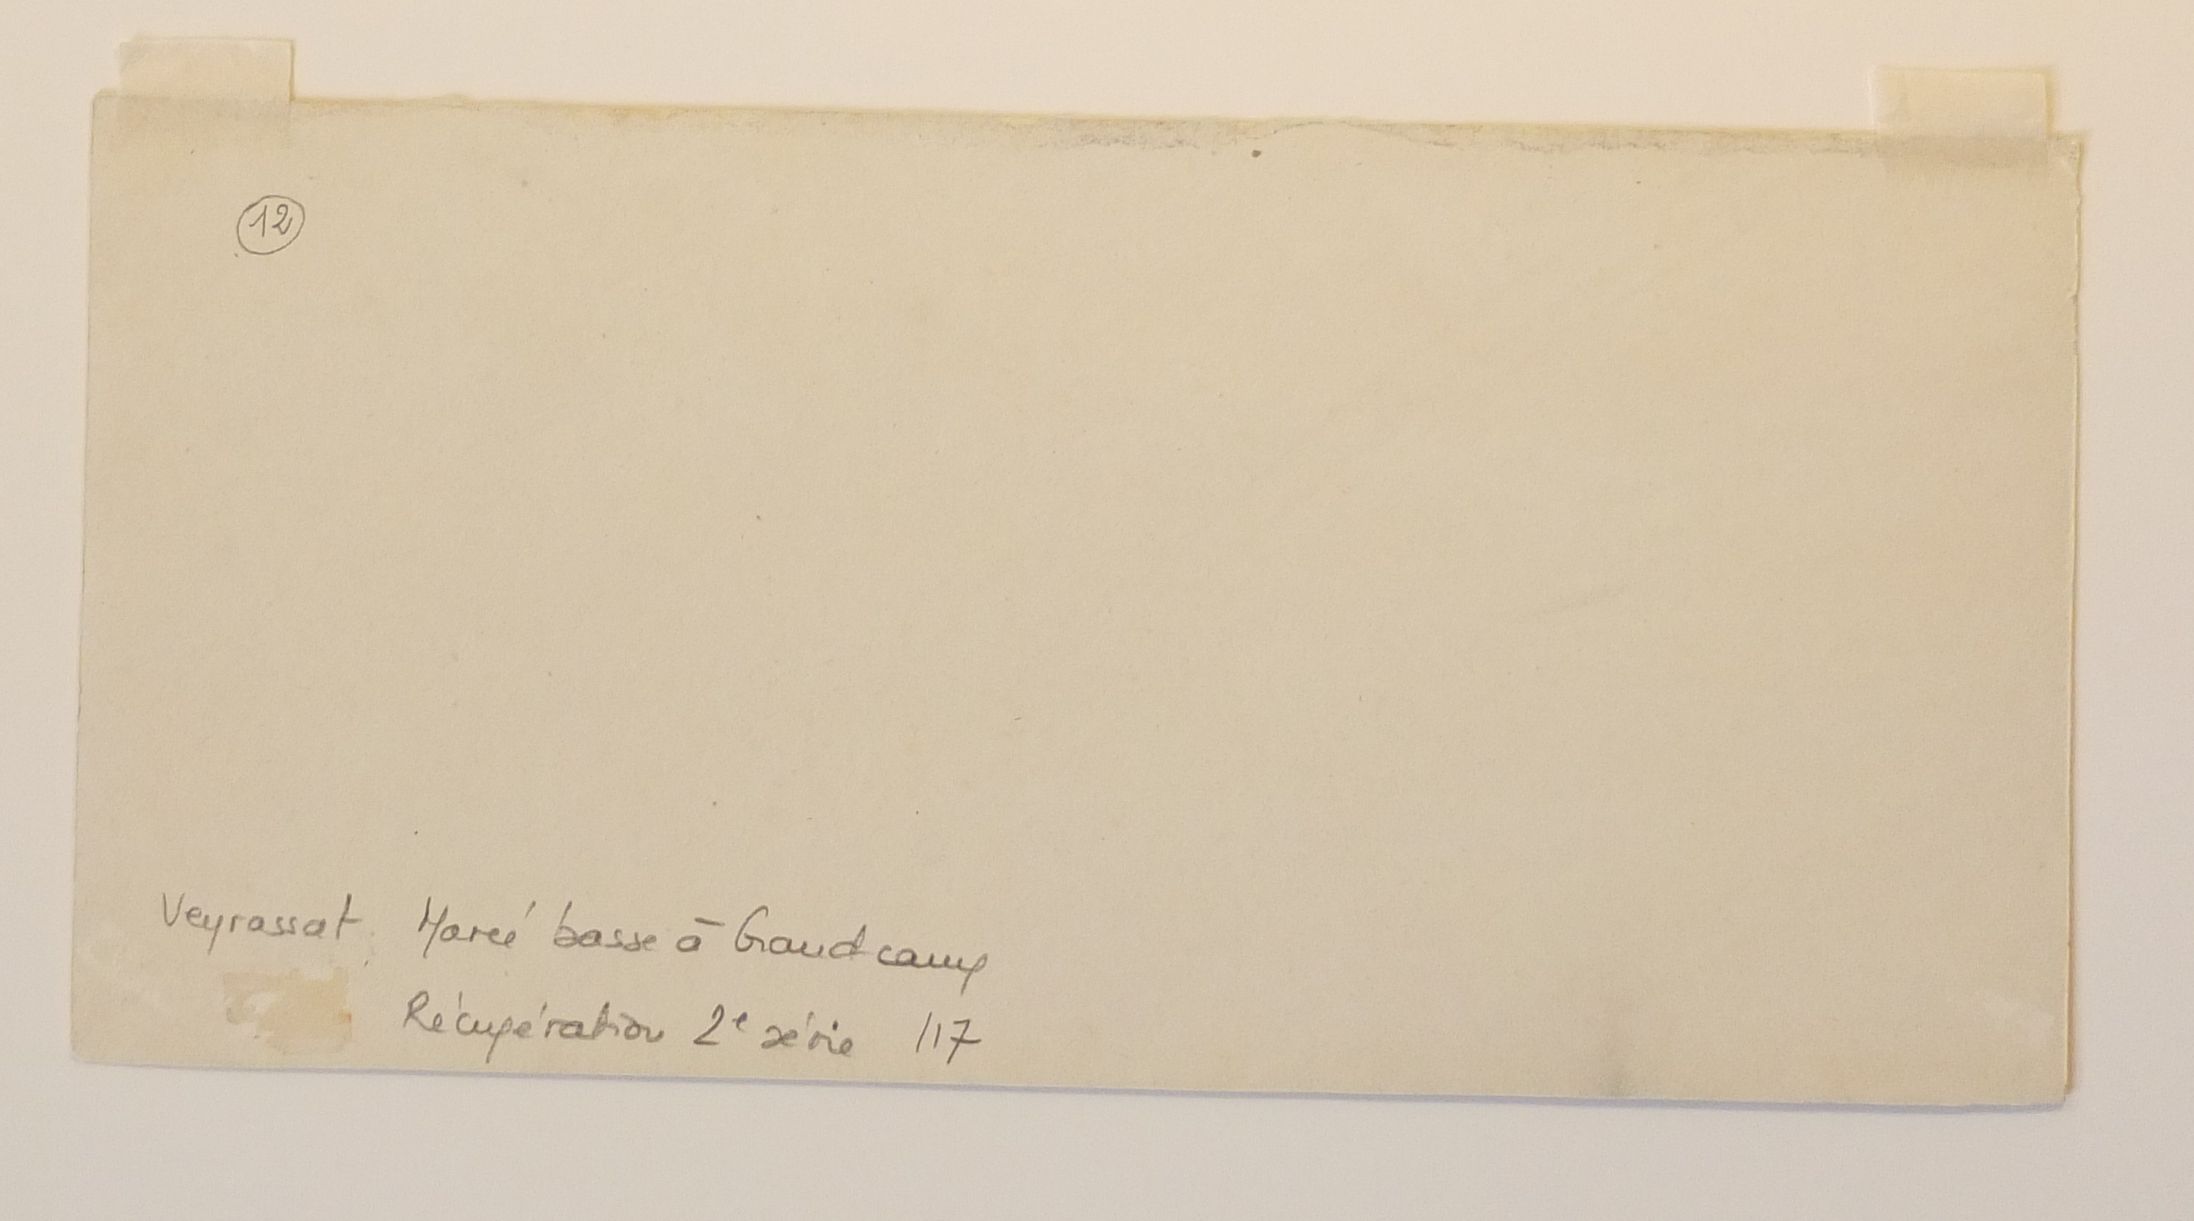 12
Veyrassat. Marée basse à Grandcamp
Récupération 2e série 117